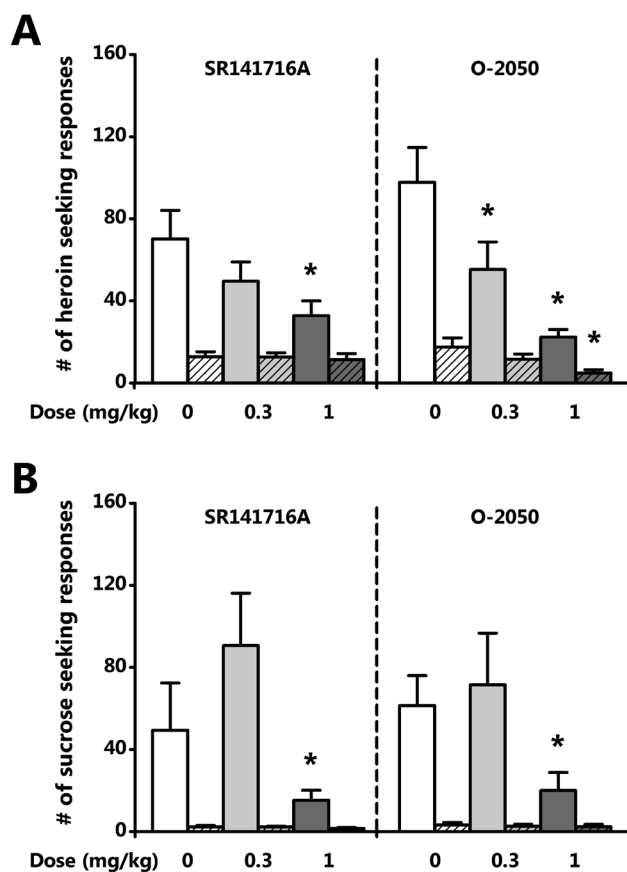 A
# of heroin seeking responses
160
120
80
40
0
SR141716A
O-2050
*
*
*
*
Dose (mg/kg) 0 0.3 1 0 0.3 1
B
# of sucrose seeking responses
160
120
80
40
0
SR141716A
O-2050
*
*
Dose (mg/kg) 0 0.3 1 0 0.3 1